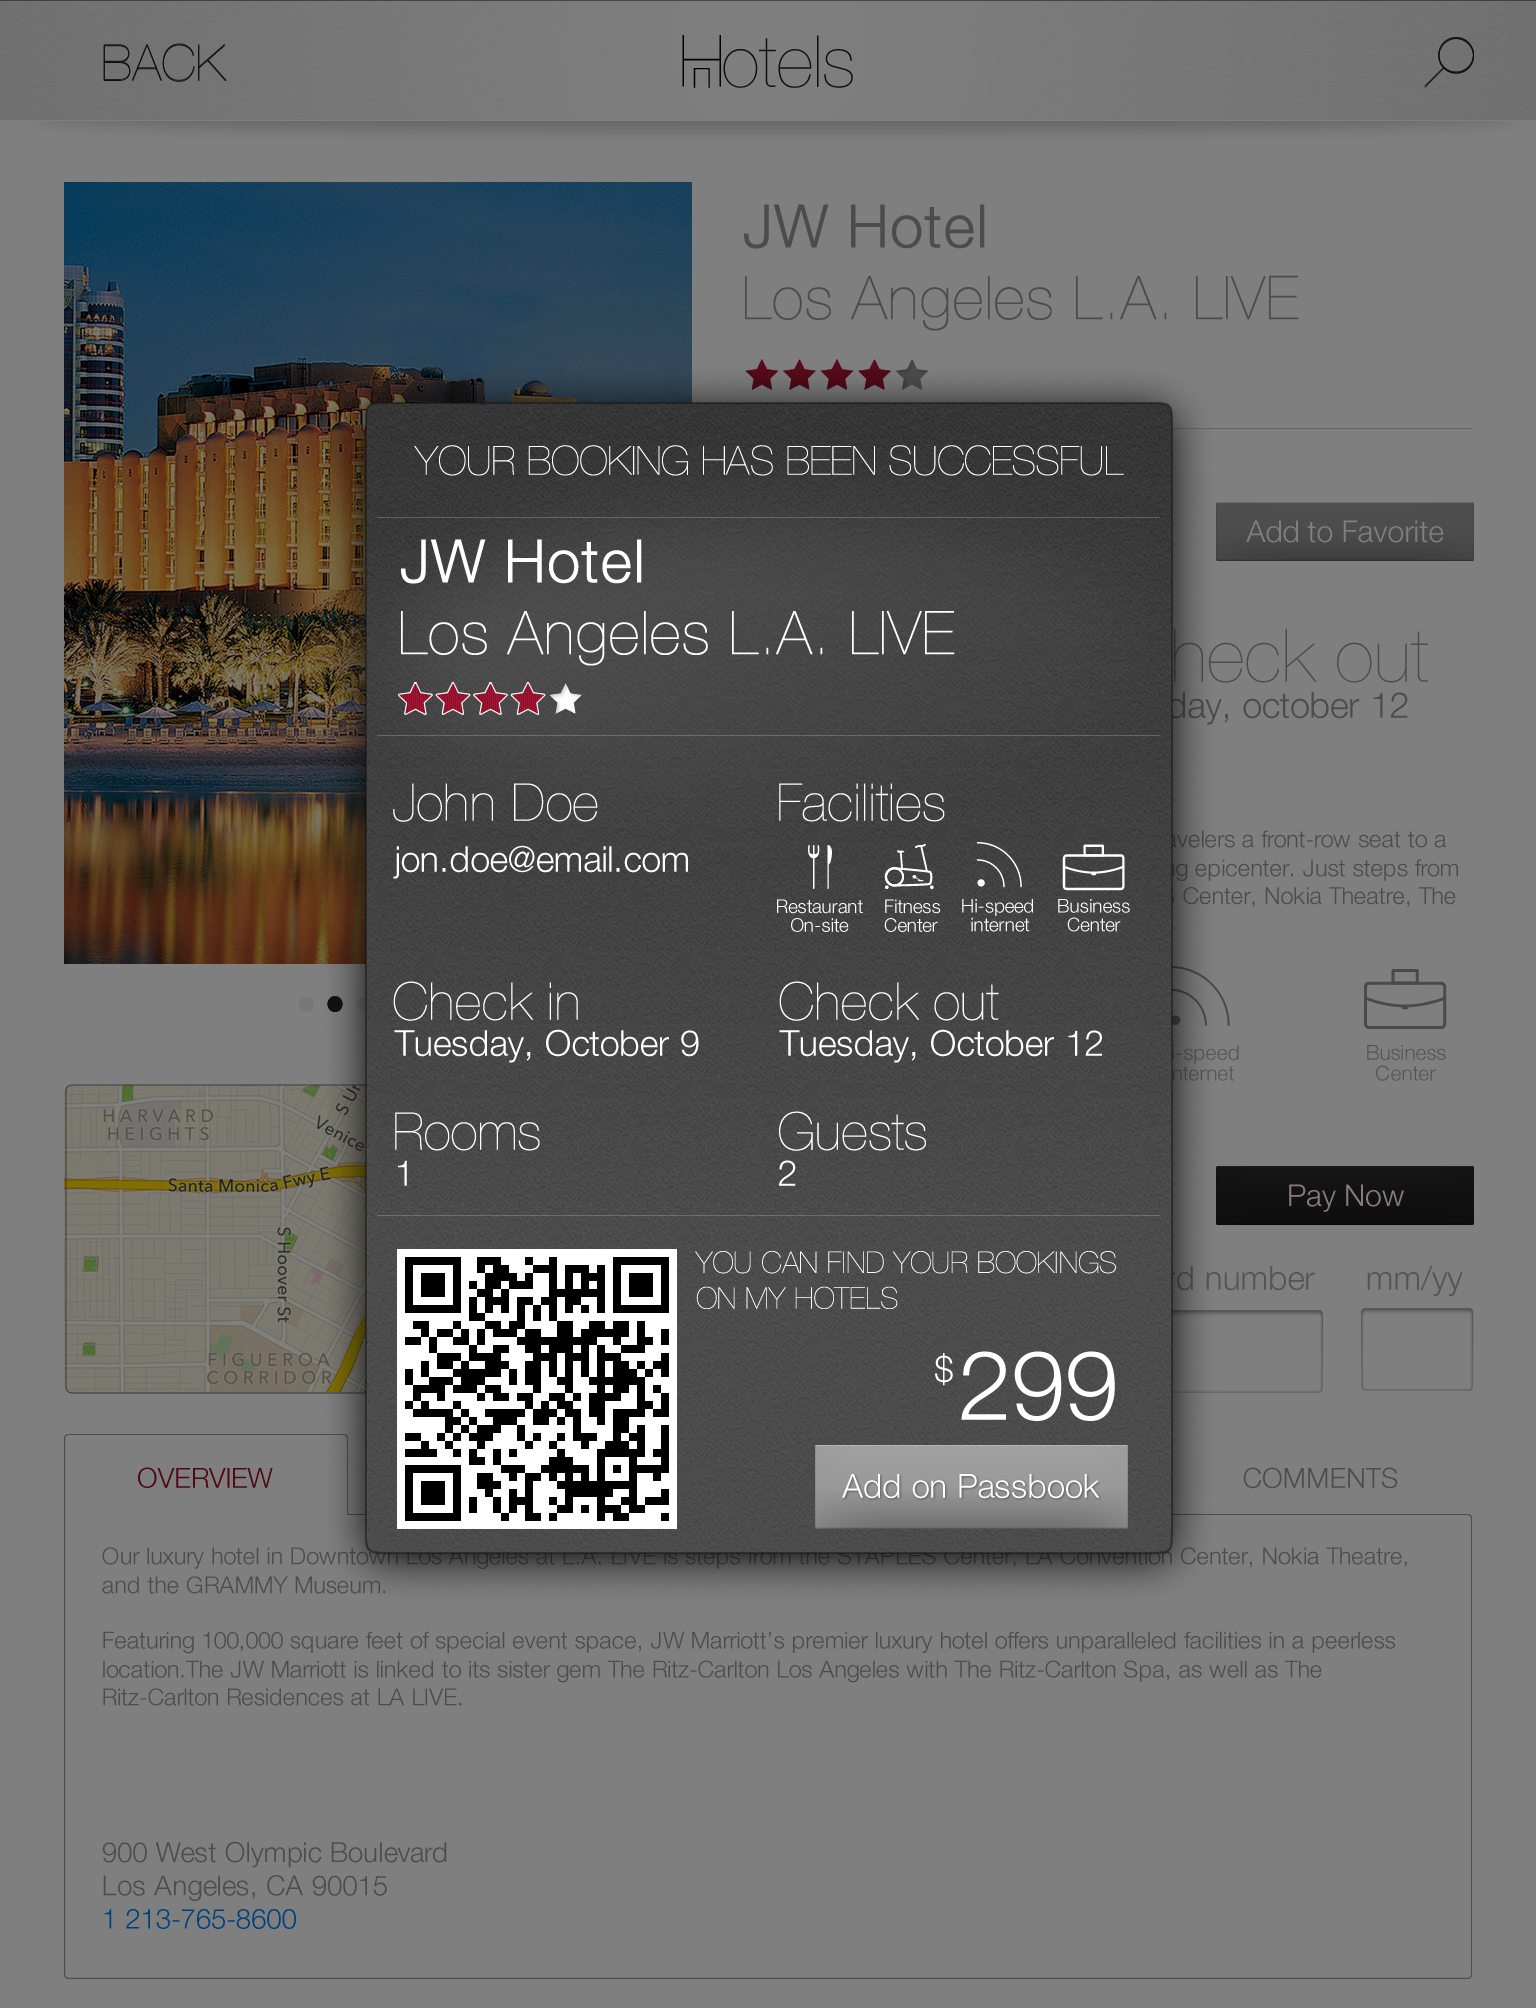 BACK
Hotels
JW Hotel
Los Angeles L.A. LIVE
Add to Favorite
heck out
day, october 12
avelers a front-row seat to a
epicenter. Just steps from
Center, Nokia Theatre, The
-speed
nternet
Business
Center
YOUR BOOKING HAS BEEN SUCCESSFUL
JW Hotel
Los Angeles L.A. LIVE
John Doe
jon.doe@email.com
Facilities
Restaurant
On-site
Fitness
Center
Hi-speed
internet
Business
Center
Check in
Tuesday, October 9
Check out
Tuesday, October 12
Rooms
1
Guests
2
YOU CAN FIND YOUR BOOKINGS
ON MY HOTELS
$299
Add on Passbook
HARVARD
HEIGHTS
Venice
Santa Monica Fwy E
S Hoover St
FIGUEROA
CORRIDOR
Pay Now
rd number
mm/yy
OVERVIEW
COMMENTS
Our luxury hotel in Downtown Los Angeles at L.A. LIVE is steps from the STAPLES Center, LA Convention Center, Nokia Theatre,
and the GRAMMY Museum.
Featuring 100,000 square feet of special event space, JW Marriott's premier luxury hotel offers unparalleled facilities in a peerless
location.The JW Marriott is linked to its sister gem The Ritz-Carlton Los Angeles with The Ritz-Carlton Spa, as well as The
Ritz-Carlton Residences at LA LIVE.
900 West Olympic Boulevard
Los Angeles, CA 90015
1 213-765-8600